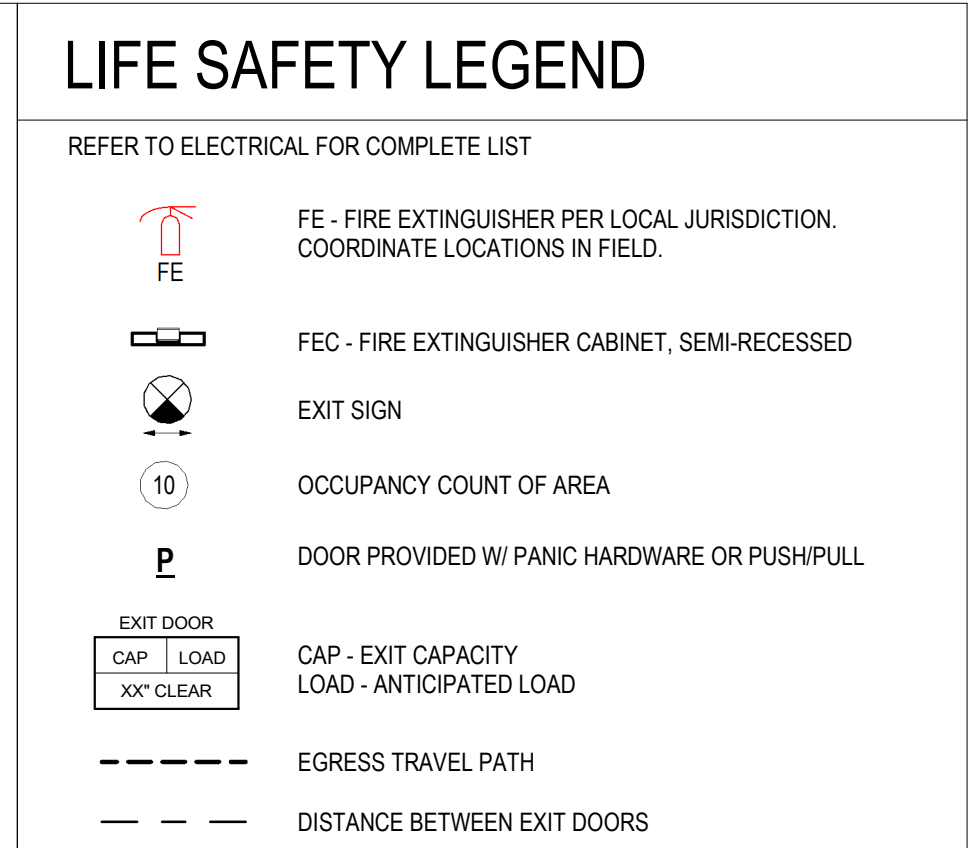 LIFE SAFETY LEGEND
REFER TO ELECTRICAL FOR COMPLETE LIST
FE
FE - FIRE EXTINGUISHER PER LOCAL JURISDICTION.
COORDINATE LOCATIONS IN FIELD.
FEC - FIRE EXTINGUISHER CABINET, SEMI-RECESSED
EXIT SIGN
10
OCCUPANCY COUNT OF AREA
P
DOOR PROVIDED W/ PANIC HARDWARE OR PUSH/PULL
EXIT DOOR
CAP LOAD
XX" CLEAR
CAP - EXIT CAPACITY
LOAD - ANTICIPATED LOAD
EGRESS TRAVEL PATH
DISTANCE BETWEEN EXIT DOORS